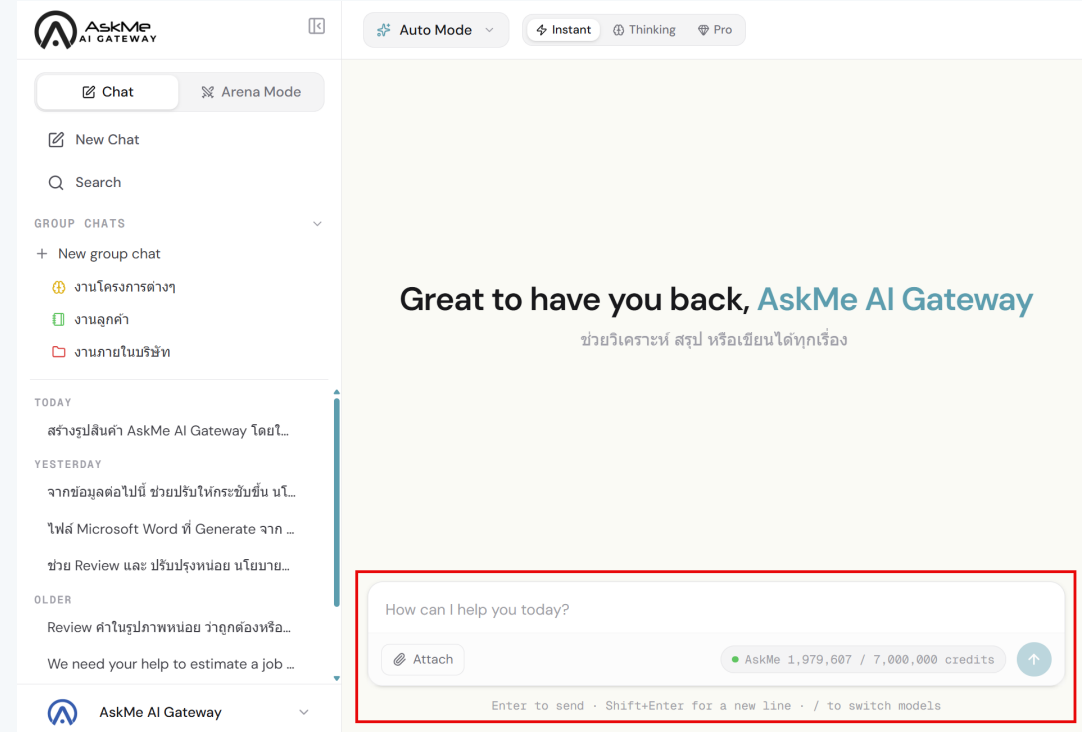 AskMe
AI GATEWAY
Auto Mode
Instant
Thinking
Pro
Chat
Arena Mode
New Chat
Search
GROUP CHATS
New group chat
งานโครงการต่างๆ
งานลูกค้า
งานภายในบริษัท
TODAY
สร้างรูปสินค้า AskMe AI Gateway โดยใ...
YESTERDAY
จากข้อมูลต่อไปนี้ ช่วยปรับให้กระชับขึ้น นโ...
ไฟล์ Microsoft Word ที่ Generate จาก ...
ช่วย Review และ ปรับปรุงหน่อย นโยบาย...
OLDER
Review คำในรูปภาพหน่อย ว่าถูกต้องหรือ...
We need your help to estimate a job ...
AskMe AI Gateway
Great to have you back, AskMe AI Gateway
ช่วยวิเคราะห์ สรุป หรือเขียนได้ทุกเรื่อง
How can I help you today?
Attach
AskMe 1,979,607 / 7,000,000 credits
Enter to send · Shift+Enter for a new line · / to switch models